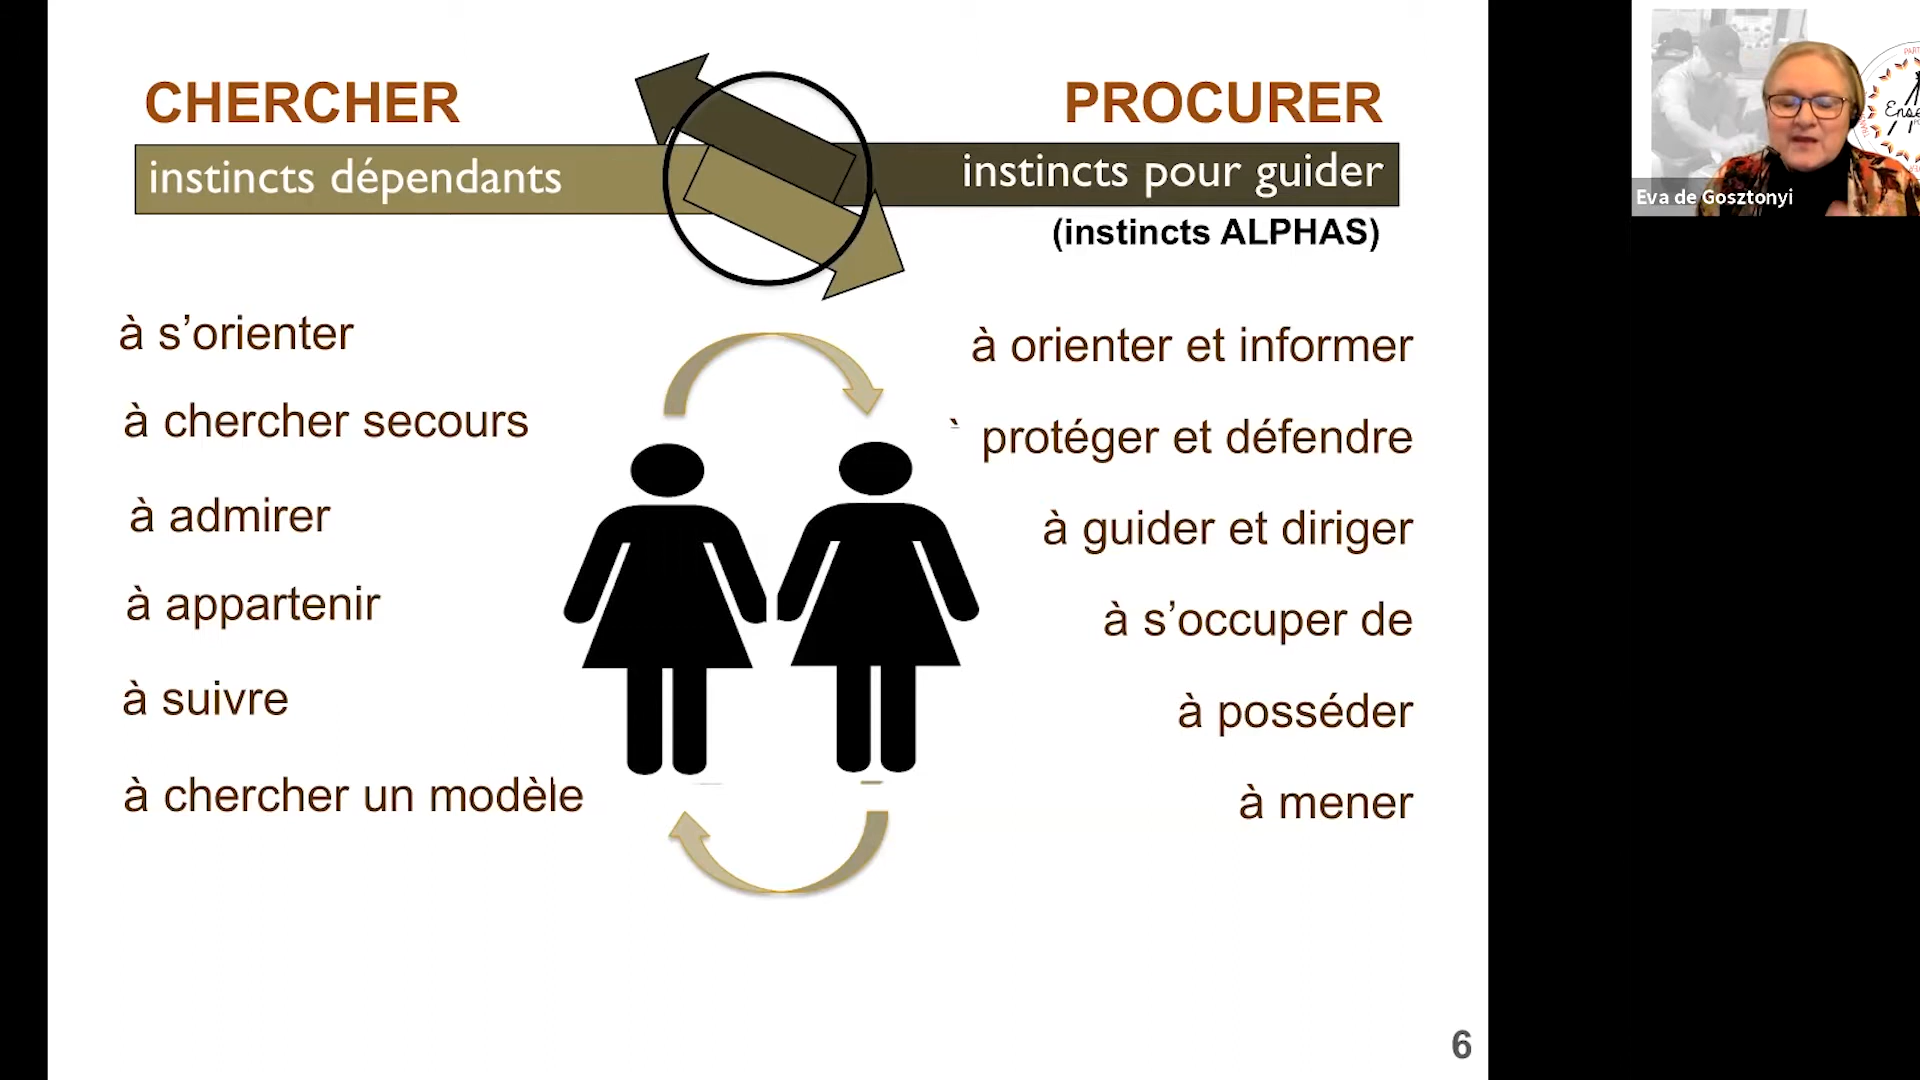 CHERCHER
instincts dépendants
à s’orienter
à chercher secours
à admirer
à appartenir
à suivre
à chercher un modèle
PROCURER
instincts pour guider
(instincts ALPHAS)
à orienter et informer
protéger et défendre
à guider et diriger
à s’occuper de
à posséder
à mener
6
Eva de Gosztonyi